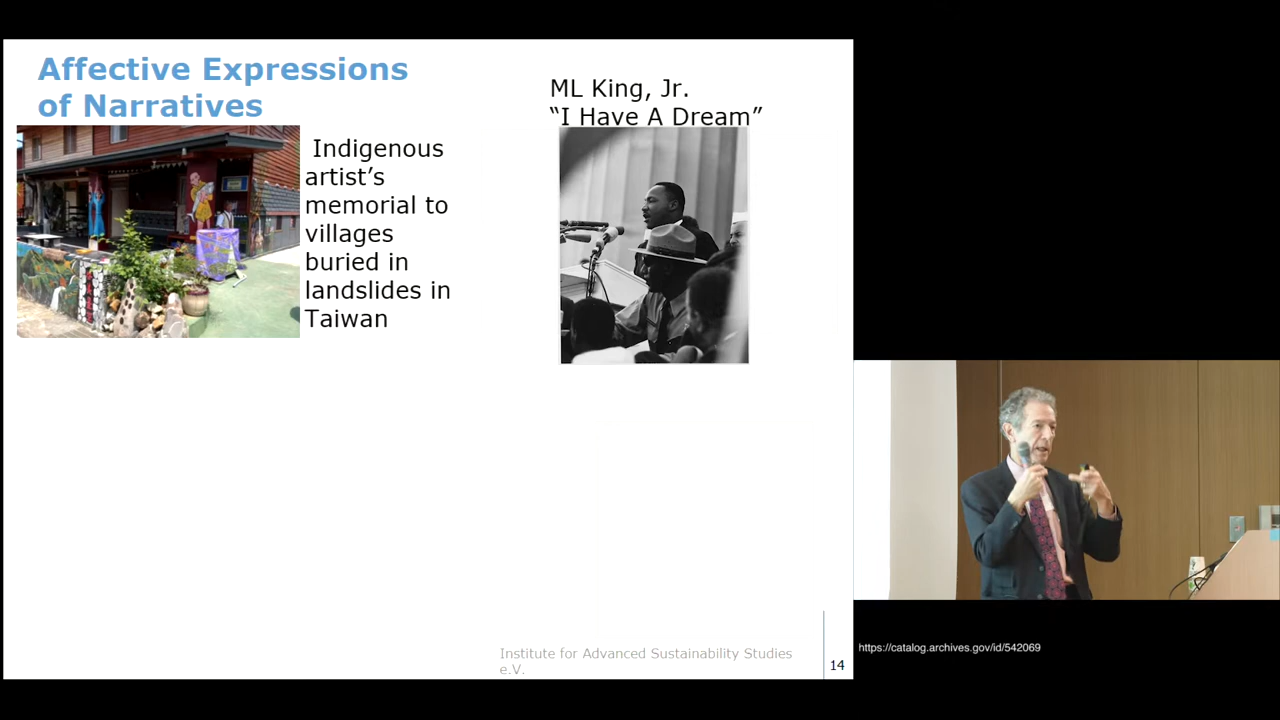 Affective Expressions
of Narratives
Indigenous
artist’s
memorial to
villages
buried in
landslides in
Taiwan
ML King, Jr.
“I Have A Dream”
Institute for Advanced Sustainability Studies
e.V.
14
https://catalog.archives.gov/id/542069